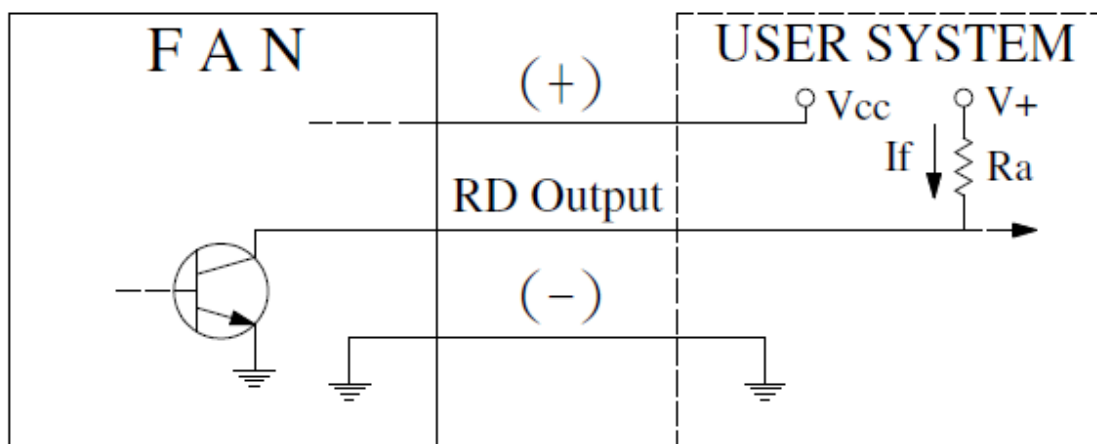 F A N
USER SYSTEM
(+)
Vcc
V+
If
Ra
RD Output
(-)